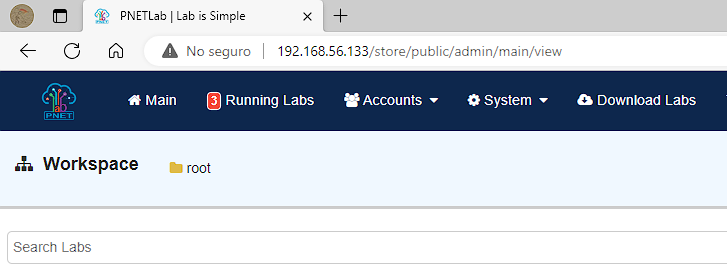 PNETLab | Lab is Simple
No seguro 192.168.56.133/store/public/admin/main/view
lab PNET Main 3 Running Labs Accounts System Download Labs
Workspace root
Search Labs